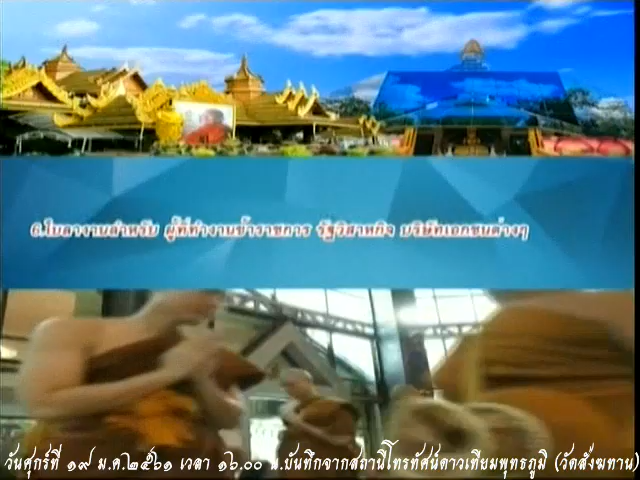 6.ใบลางานสำหรับ ผู้ที่ทำงานข้าราชการ รัฐวิสาหกิจ บริษัทเอกชนต่างๆ
วันศุกร์ที่ ๑๙ ม.ค.๒๕๖๑ เวลา ๑๖.๐๐ น.บันทึกจากสถานีโทรทัศน์ดาวเทียมพุทธภูมิ (วัดสังฆทาน)